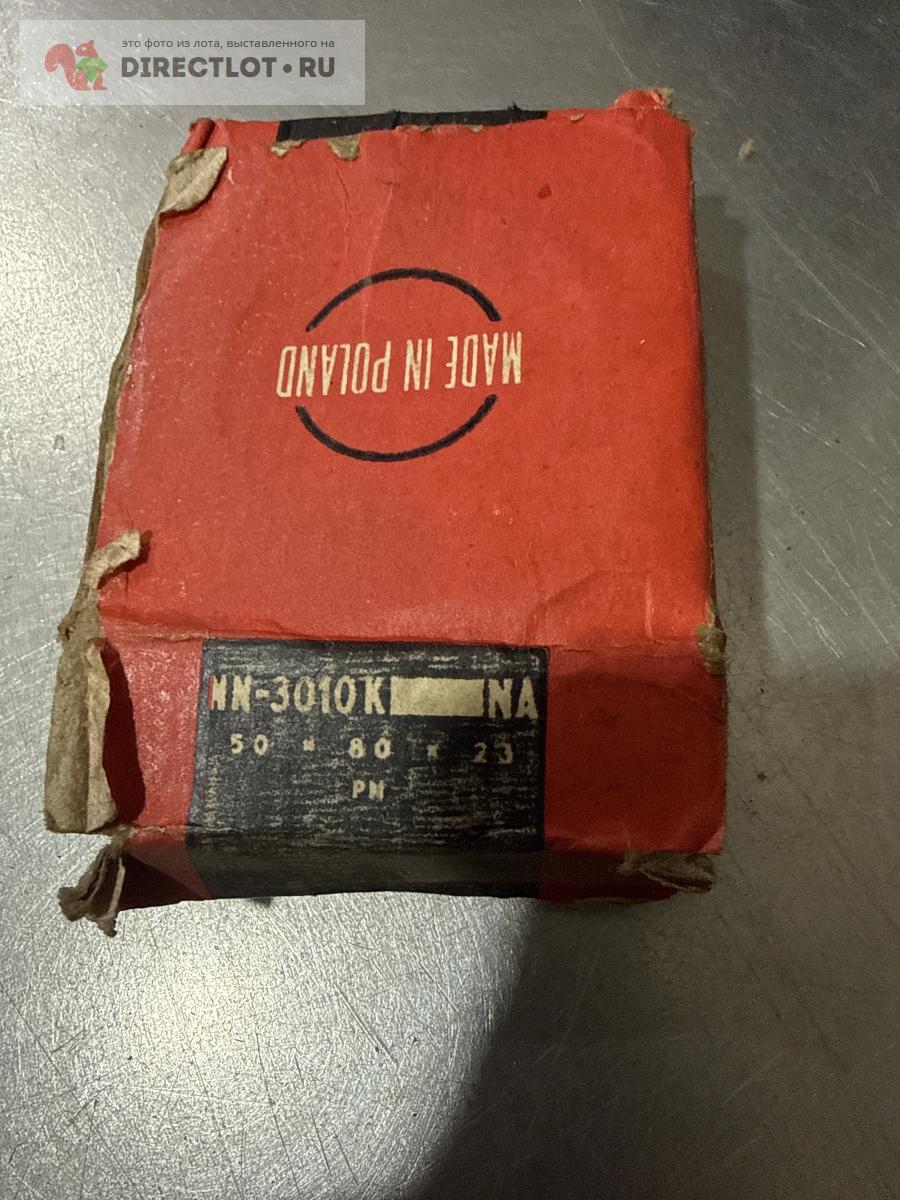 это фото из лота, выставленного на
DIRECTLOT•RU
MADE IN POLAND
NN-3010K NA
50 × 80 × 23
PN